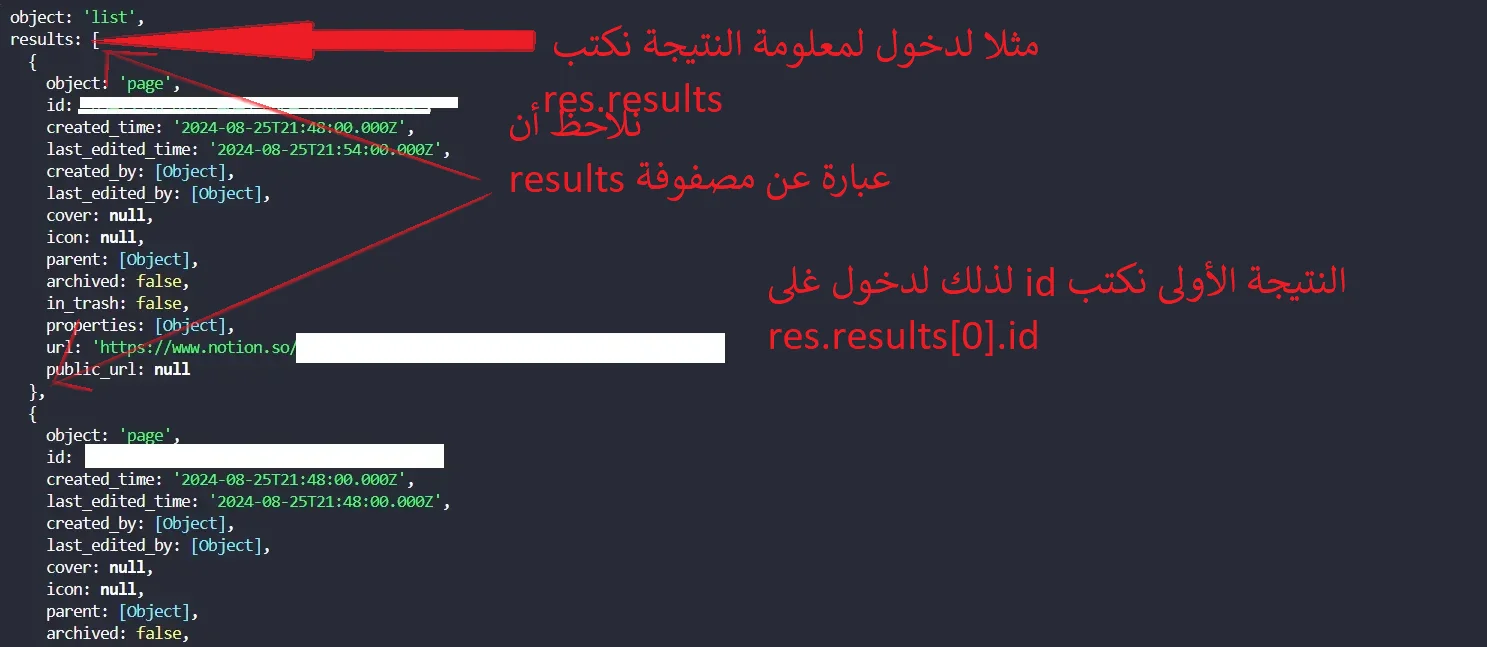 object: 'list',
results: [
{
object: 'page',
id:
created_time: '2024-08-25T21:48:00.000Z',
last_edited_time: '2024-08-25T21:54:00.000Z',
created_by: [Object],
last_edited_by: [Object],
cover: null,
icon: null,
parent: [Object],
archived: false,
in_trash: false,
properties: [Object],
url: 'https://www.notion.so/
public_url: null
},
{
object: 'page',
id:
created_time: '2024-08-25T21:48:00.000Z',
last_edited_time: '2024-08-25T21:48:00.000Z',
created_by: [Object],
last_edited_by: [Object],
cover: null,
icon: null,
parent: [Object],
archived: false,
مثلا لدخول لمعلومة النتيجة نكتب
res.results
نلاحظ أن
عبارة عن مصفوفة results
النتيجة الأولى نكتب id لذلك لدخول غلى
res.results[0].id